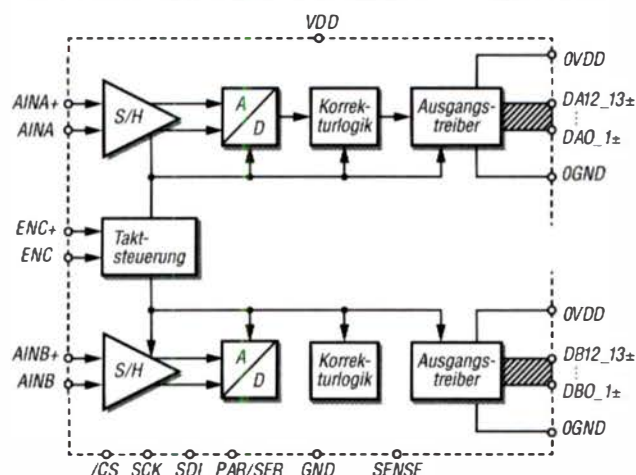 VDD
OVDD
AINA+
AINA
S/H
A
D
Korrek-
turlogik
Ausgangs-
treiber
DA12_13±
DA0_1±
OGND
ENC+
ENC
Takt-
steuerung
OVDD
AINB+
AINB
S/H
A
D
Korrek-
turlogik
Ausgangs-
treiber
DB12_13±
DB0_1±
OGND
/CS SCK SDI PAR/SER GND SENSE